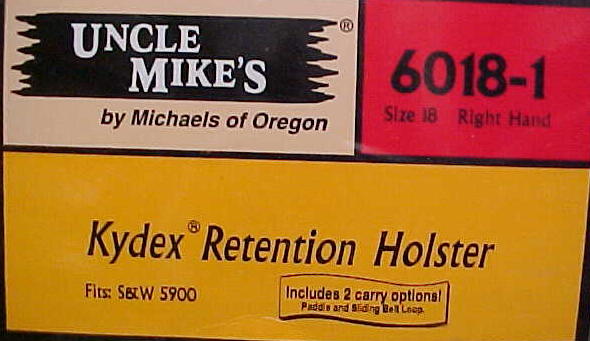 UNCLE
MIKE'S®
by Michaels of Oregon
6018-1
Size 18 Right Hand
Kydex® Retention Holster
Fits: S&W 5900
Includes 2 carry options!
Paddle and Sliding Belt Loop.